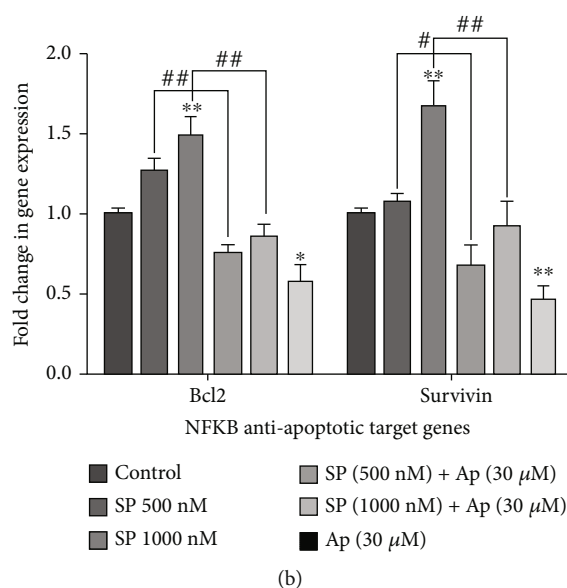 ## ##
# ##
** **
* **
2.0
1.5
1.0
0.5
0.0
Fold change in gene expression
Bcl2 Survivin
NFKB anti-apoptotic target genes
Control SP (500 nM) + Ap (30 μM)
SP 500 nM SP (1000 nM) + Ap (30 μM)
SP 1000 nM Ap (30 μM)
(b)